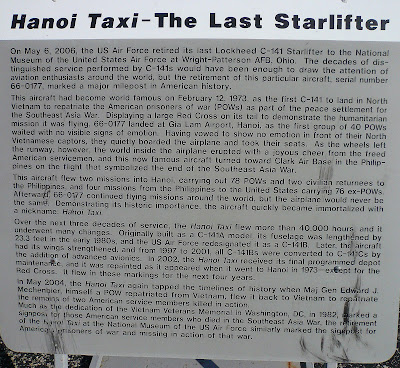 Hanoi Taxi-The Last Starlifter
On May 6, 2006, the US Air Force retired its last Lockheed C-141 Starlifter to the National
Museum of the United States Air Force at Wright-Patterson AFB, Ohio. The decades of dis-
tinguished service performed by C-141s would have been enough to draw the attention of
aviation enthusiasts around the world, but the retirement of this particular aircraft, serial number
66-0177, marked a major milepost in American history.
This aircraft had become world famous on February 12, 1973, as the first C-141 to land in North
Vietnam to repatriate the American prisoners of war (POWs) as part of the peace settlement for
the Southeast Asia War. Displaying a large Red Cross on its tail to demonstrate the humanitarian
mission it was flying, 66-0177 landed at Gia Lam Airport, Hanoi, as the first group of 40 POWs
waited with no visible signs of emotion. Having vowed to show no emotion in front of their North
Vietnamese captors, they quietly boarded the airplane and took their seats. As the wheels left
the runway, however, the world inside the airplane erupted with a joyous cheer from the freed
American servicemen, and this now famous aircraft turned toward Clark Air Base in the Philip-
pines on the flight that symbolized the end of the Southeast Asia War.
This aircraft flew two missions into Hanoi, carrying out 78 POWs and two civilian returnees to
the Philippines, and four missions from the Philippines to the United States carrying 76 ex-POWs.
Afterward, 66-0177 continued flying missions around the world, but the airplane would never be
the same. Demonstrating its historic importance, the aircraft quickly became immortalized with
a nickname: Hanoi Taxi.
Over the next three decades of service, the Hanoi Taxi flew more than 40,000 hours, and it
underwent many changes. Originally built as a C-141A model, its fuselage was lengthened by
23.3 feet in the early 1980s, and the US Air Force redesignated it as a C-141B. Later, the aircraft
had its wings strengthened, and from 1997 to 2001, all C-141Bs were converted to C-141Cs by
the addition of advanced avionics. In 2002, the Hanoi Taxi received its final programed depot
maintenance, and it was repainted as it appeared when it went to Hanoi in 1973-except for the
Red Cross. It flew in these markings for the next four years.
In May 2004, the Hanoi Taxi again tapped the timelines of history when Maj Gen Edward J.
Mechenbier, himself a POW repatriated from Vietnam, flew it back to Vietnam to repatriate
the remains of two American service members killed in action.
Much as the dedication of the Vietnam Veterans Memorial in Washington, DC, in 1982, marked a
signpost for those American service members who died in the Southeast Asia War, the retirement
of the Hanoi Taxi at the National Museum of the US Air Force similarly marked the signpost for
American prisoners of war and missing in action of that war.